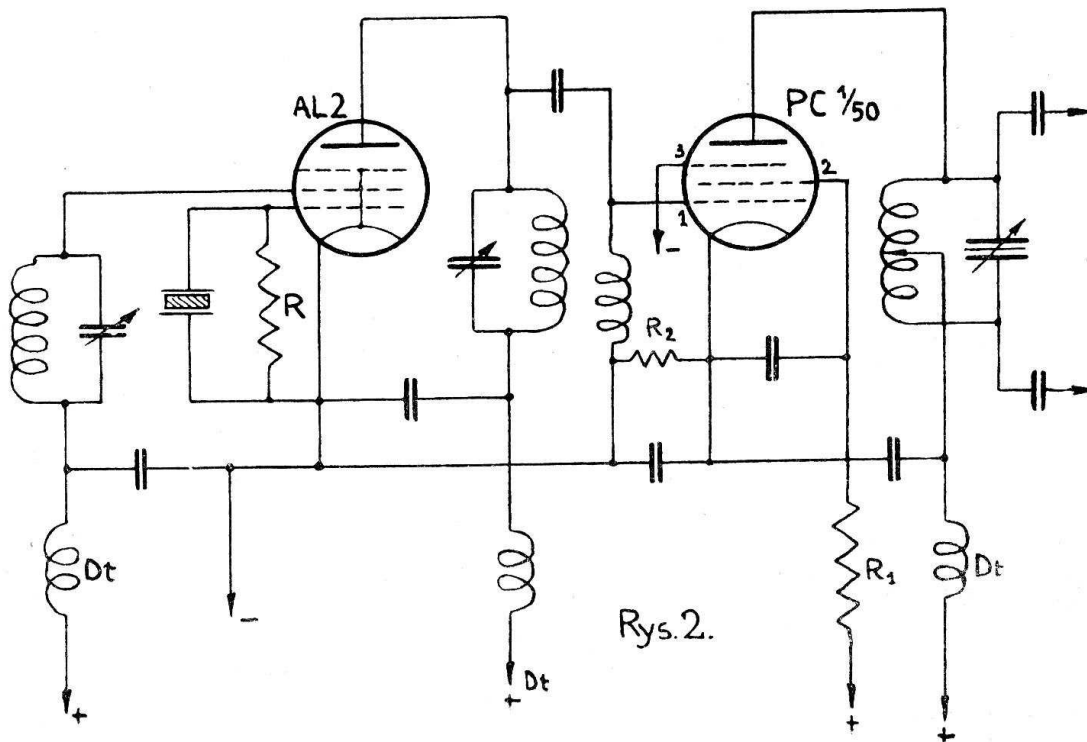 AL2
PC 1/50
3
2
1
-
R
R2
Dt
-
R1
Dt
Rys.2.
Dt
+
+
+
+